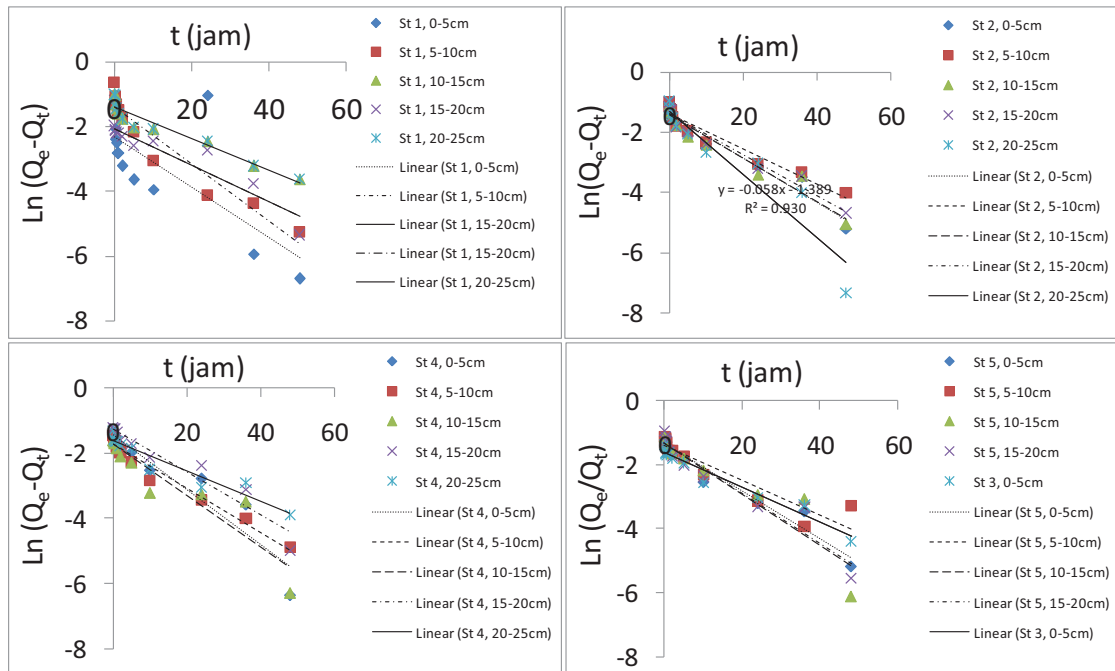 t (jam)
0
-2
-4
-6
-8
0
20
40
60
Ln (Qe-Qt)
St 1, 0-5cm
St 1, 5-10cm
St 1, 10-15cm
St 1, 15-20cm
St 1, 20-25cm
Linear (St 1, 0-5cm)
Linear (St 1, 5-10cm)
Linear (St 1, 15-20cm)
Linear (St 1, 15-20cm)
Linear (St 1, 20-25cm)
t (jam)
0
-2
-4
-6
-8
0
20
40
60
Ln(Qe-Qt)
y = -0.058x - 1.389
R² = 0.930
St 2, 0-5cm
St 2, 5-10cm
St 2, 10-15cm
St 2, 15-20cm
St 2, 20-25cm
Linear (St 2, 0-5cm)
Linear (St 2, 5-10cm)
Linear (St 2, 10-15cm)
Linear (St 2, 15-20cm)
Linear (St 2, 20-25cm)
t (jam)
0
-2
-4
-6
-8
0
20
40
60
Ln (Qe-Qt)
St 4, 0-5cm
St 4, 5-10cm
St 4, 10-15cm
St 4, 15-20cm
St 4, 20-25cm
Linear (St 4, 0-5cm)
Linear (St 4, 5-10cm)
Linear (St 4, 10-15cm)
Linear (St 4, 15-20cm)
Linear (St 4, 20-25cm)
t (jam)
0
-2
-4
-6
-8
0
20
40
60
Ln (Qe/Qt)
St 5, 0-5cm
St 5, 5-10cm
St 5, 10-15cm
St 5, 15-20cm
St 3, 0-5cm
Linear (St 5, 0-5cm)
Linear (St 5, 5-10cm)
Linear (St 5, 10-15cm)
Linear (St 5, 15-20cm)
Linear (St 3, 0-5cm)